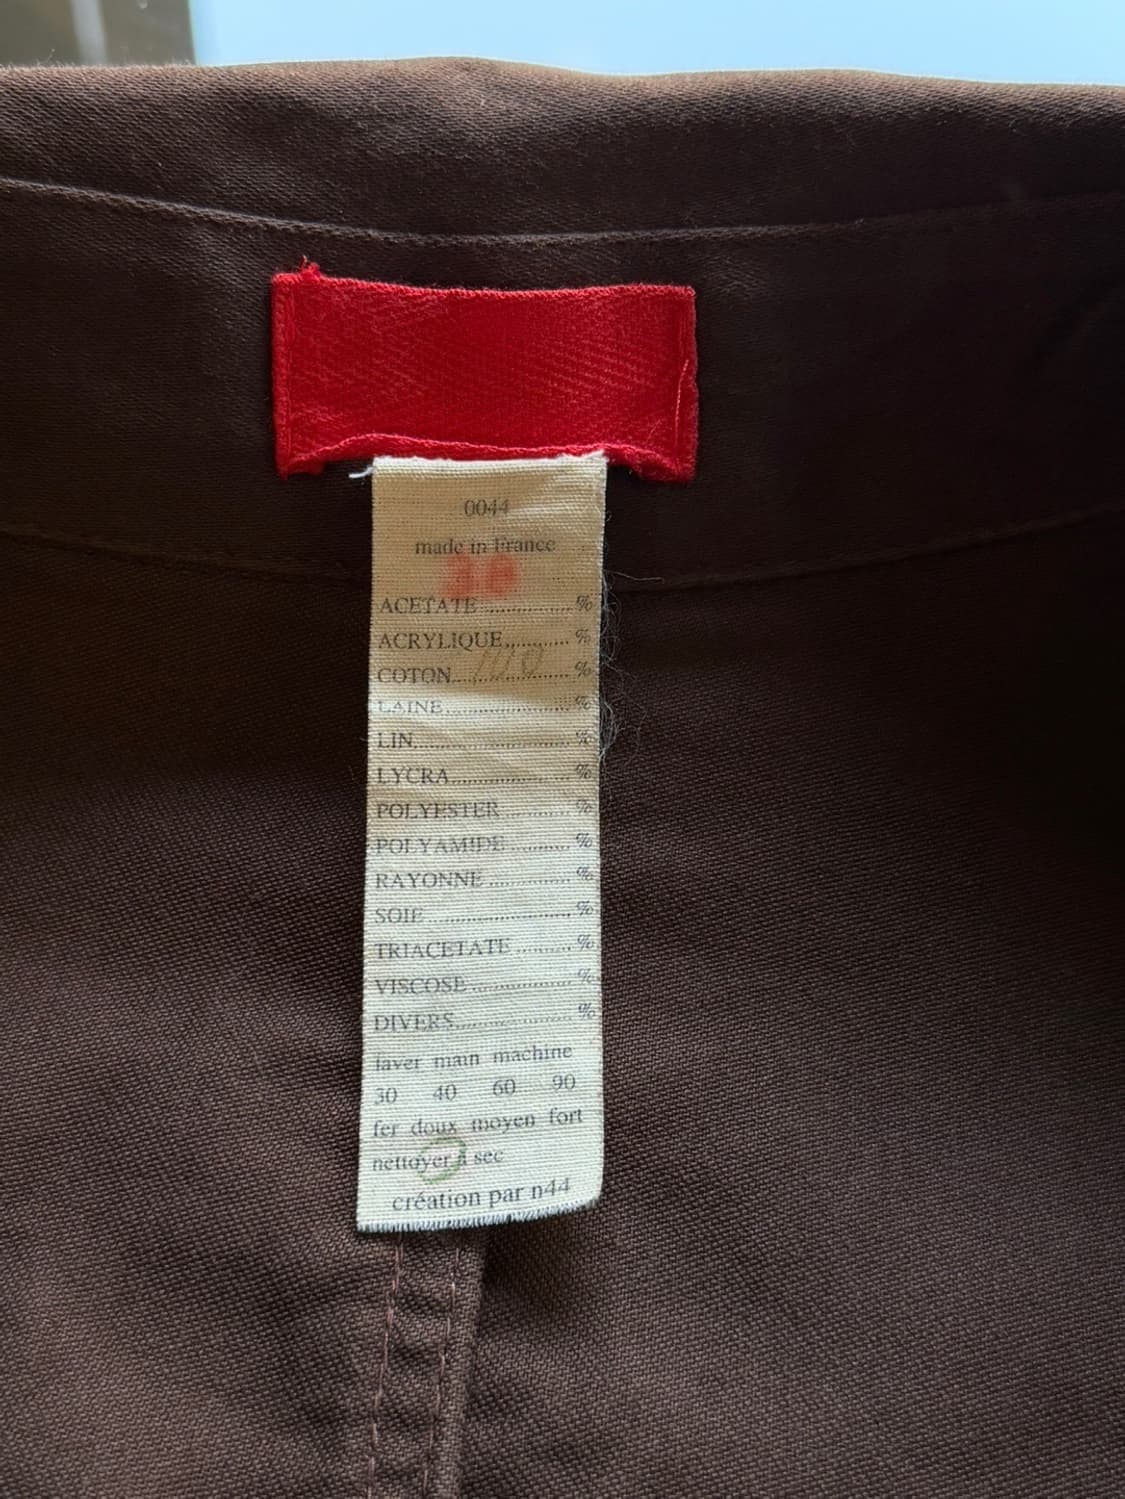 0044
made in France
ACETATE ................ %
ACRYLIQUE............ %
COTON....100........ %
LAINE.................... %
LIN......................... %
LYCRA................... %
POLYESTER .......... %
POLYAMIDE .......... %
RAYONNE .............. %
SOIE....................... %
TRIACETATE ......... %
VISCOSE ................ %
DIVERS................... %
laver main machine
30 40 60 90
fer doux moyen fort
nettoyer à sec
création par n44